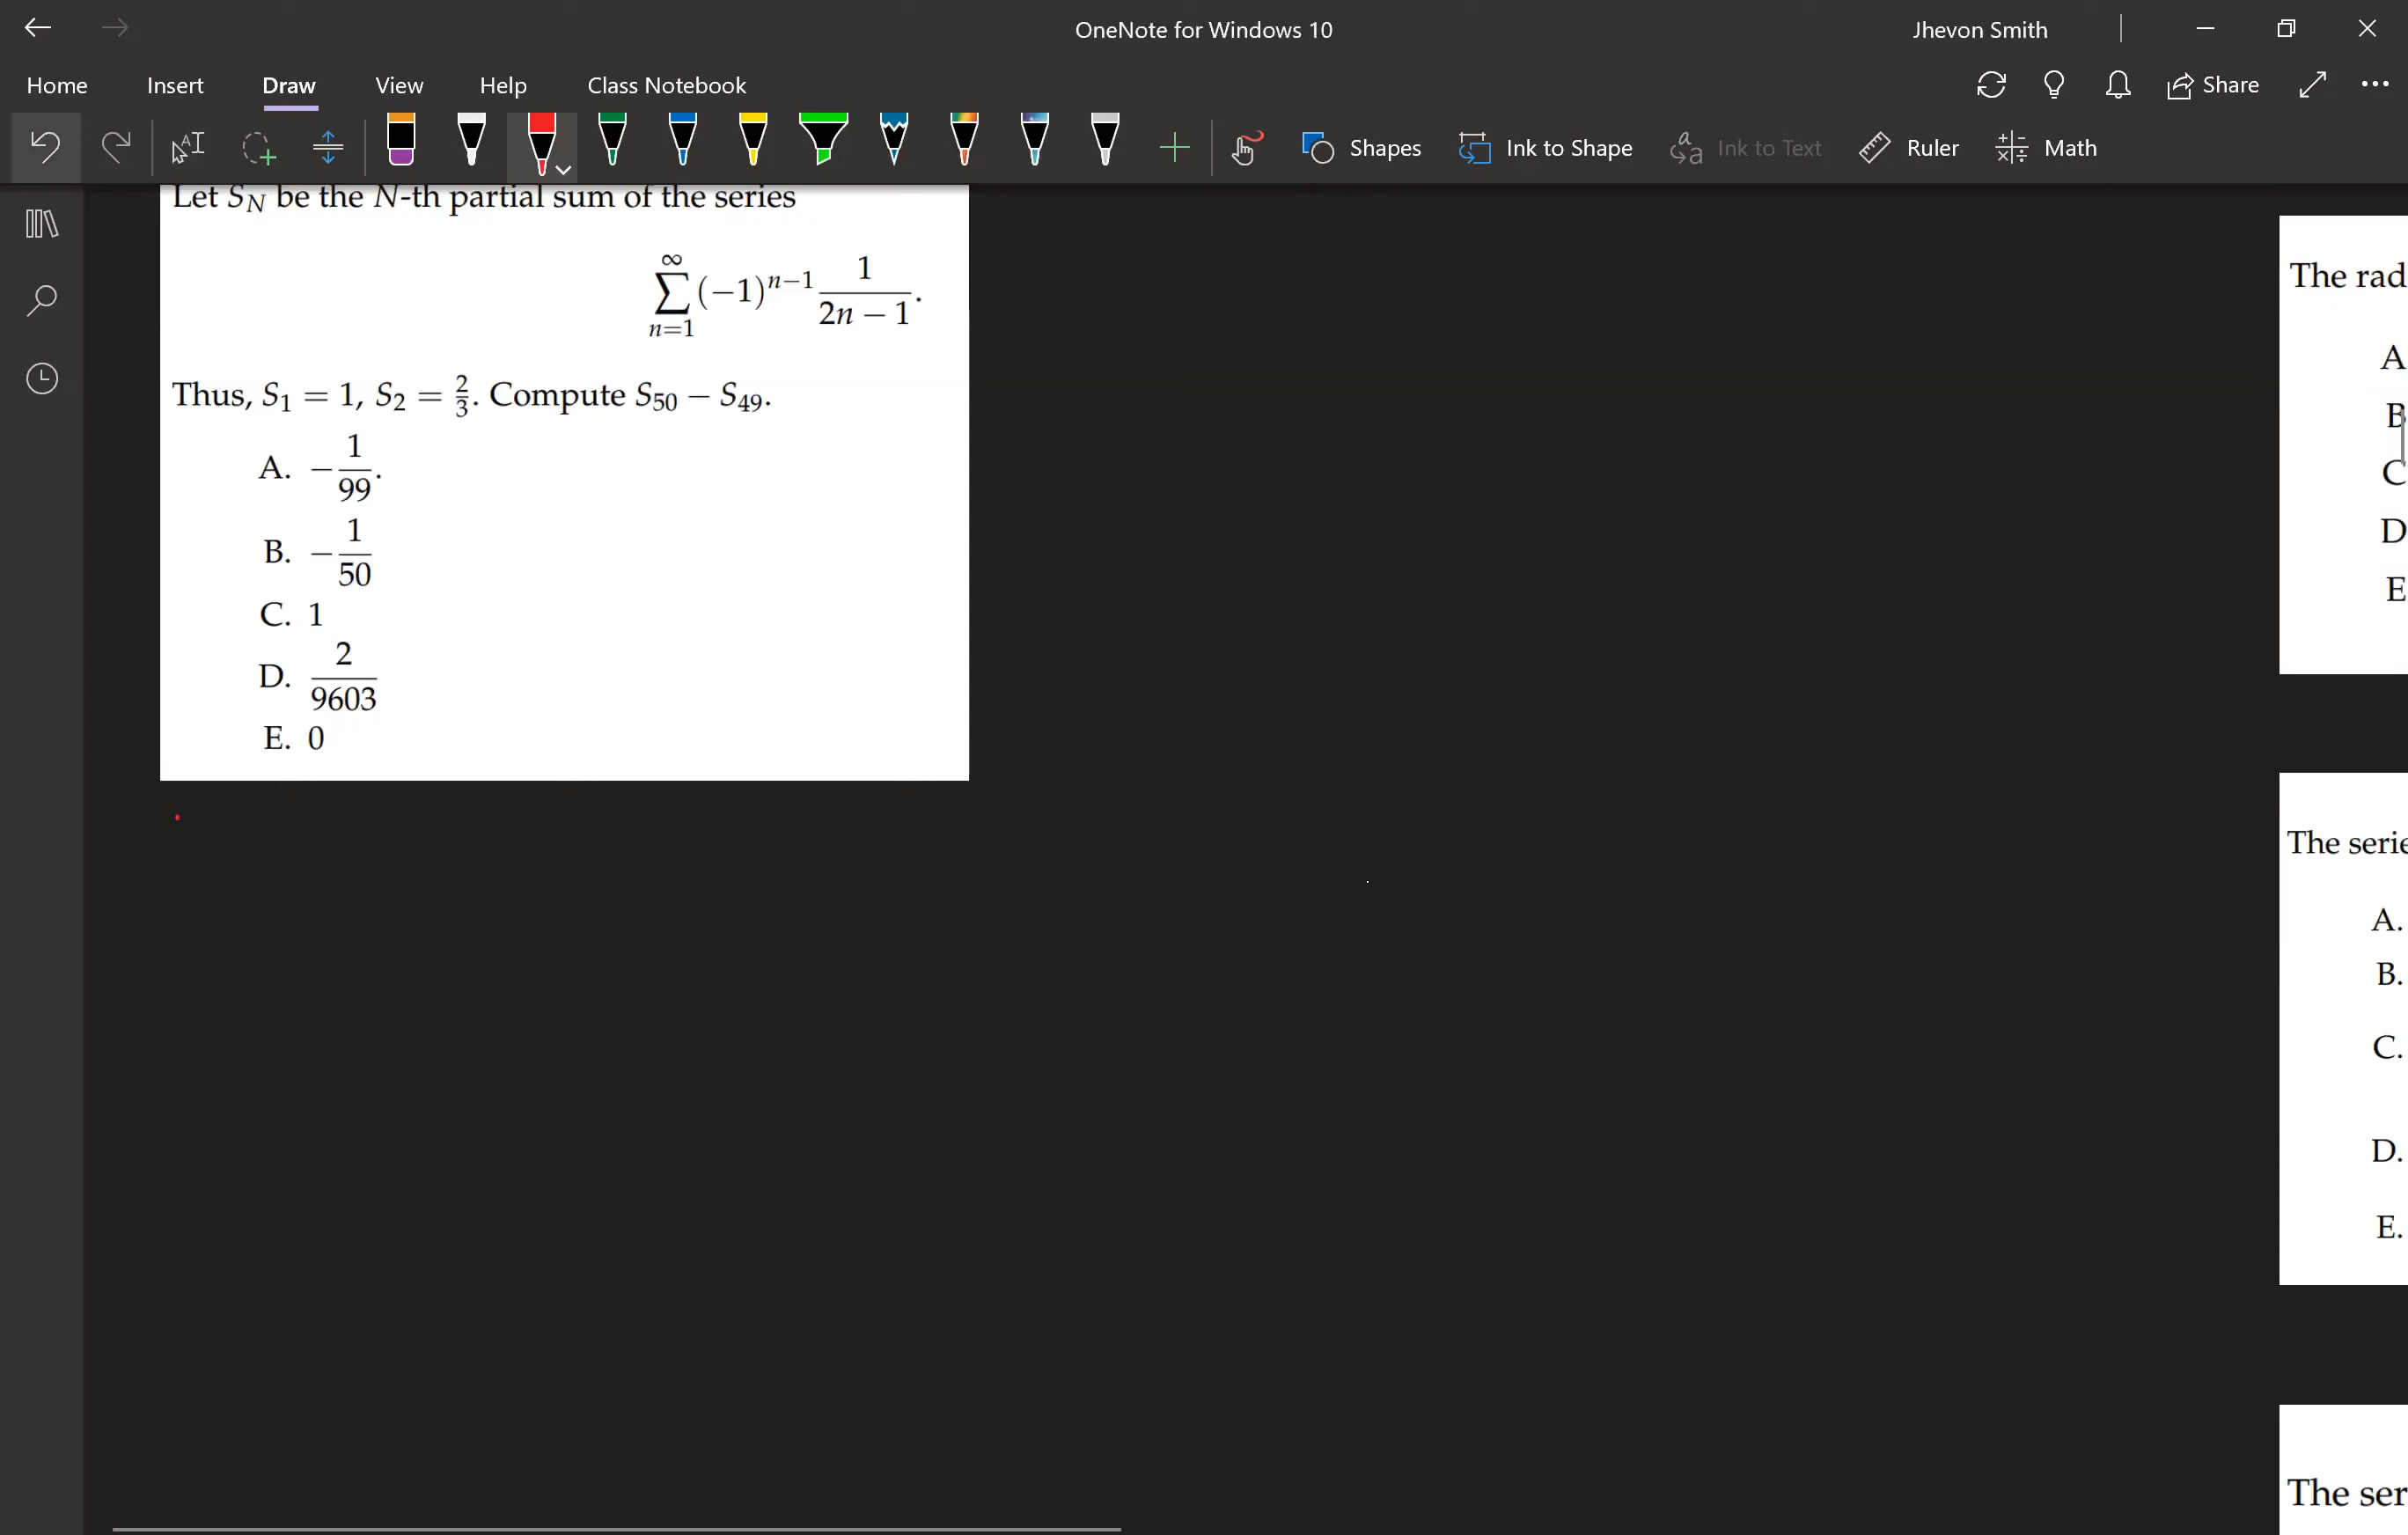 OneNote for Windows 10
Jhevon Smith
Home Insert Draw View Help Class Notebook Share
Shapes Ink to Shape Ink to Text Ruler Math
Let S_N be the N-th partial sum of the series
∑_{n=1}^{∞} (−1)^{n−1} 1/(2n − 1).
Thus, S_1 = 1, S_2 = 2/3. Compute S_50 − S_49.
A. −1/99.
B. −1/50
C. 1
D. 2/9603
E. 0
The rad
A
B
C
D
E
The serie
A.
B.
C.
D.
E.
The ser